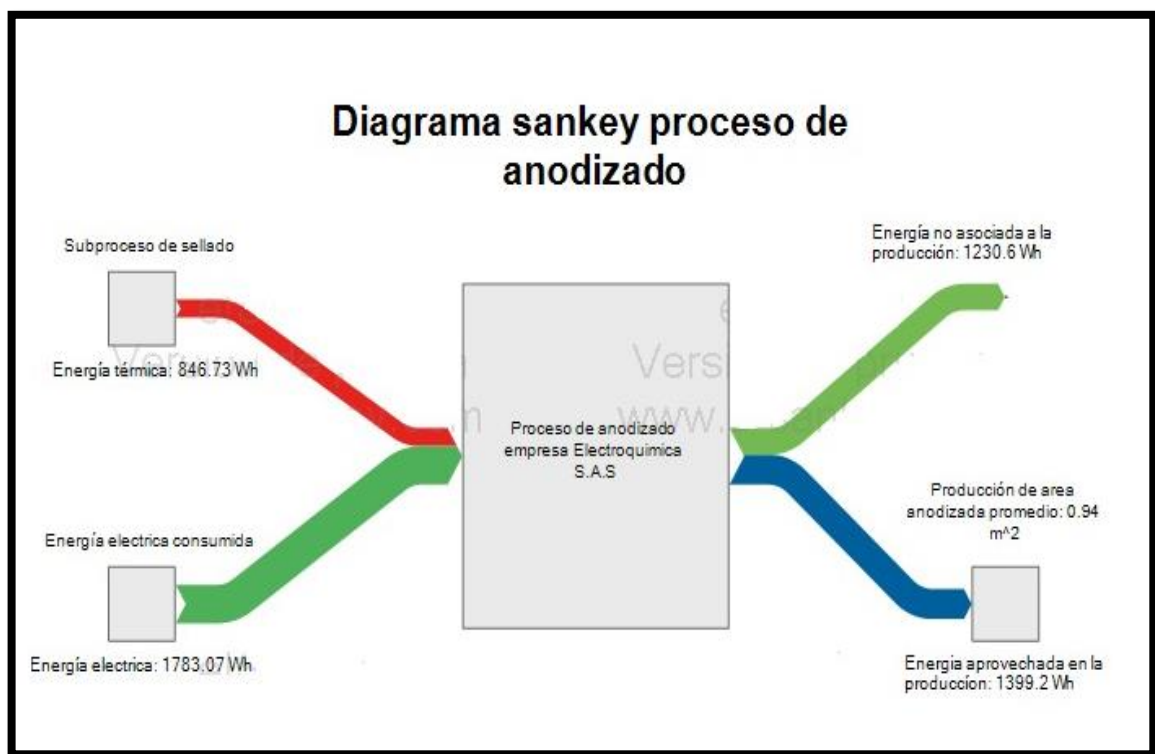 Diagrama sankey proceso de
anodizado
Subproceso de sellado
Energía térmica: 846.73 Wh
Energía electrica consumida
Energía electrica: 1783.07 Wh
Proceso de anodizado
empresa Electroquimica
S.A.S
Energía no asociada a la
producción: 1230.6 Wh
Producción de area
anodizada promedio: 0.94
m^2
Energia aprovechada en la
produccíon: 1399.2 Wh